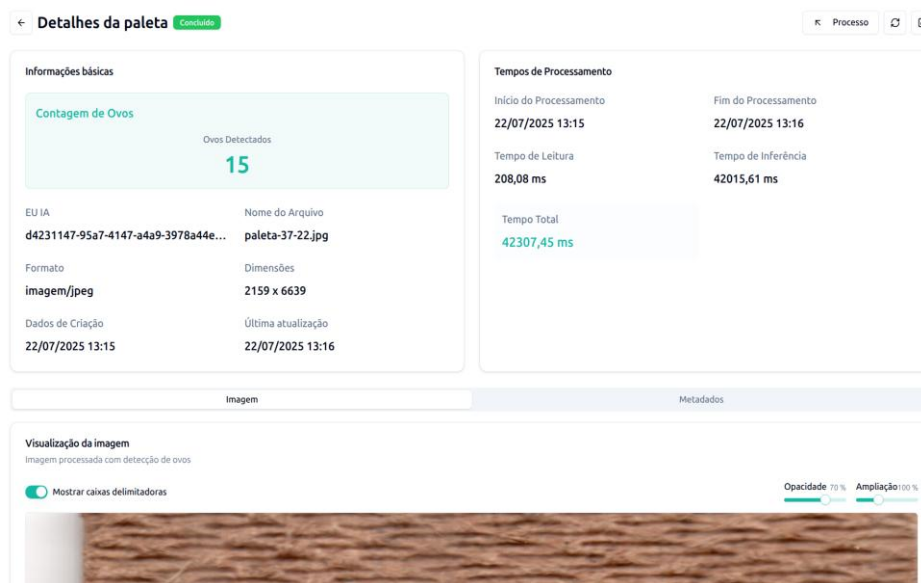 Detalhes da paleta
Concluído
Processo
Informações básicas
Contagem de Ovos
Ovos Detectados
15
EU IA
Nome do Arquivo
d4231147-95a7-4147-a4a9-3978a44e...
paleta-37-22.jpg
Formato
Dimensões
imagem/jpeg
2159 x 6639
Dados de Criação
Última atualização
22/07/2025 13:15
22/07/2025 13:16
Tempos de Processamento
Início do Processamento
Fim do Processamento
22/07/2025 13:15
22/07/2025 13:16
Tempo de Leitura
Tempo de Inferência
208,08 ms
42015,61 ms
Tempo Total
42307,45 ms
Imagem
Metadados
Visualização da imagem
Imagem processada com detecção de ovos
Mostrar caixas delimitadoras
Opacidade 70 %
Ampliação 100 %